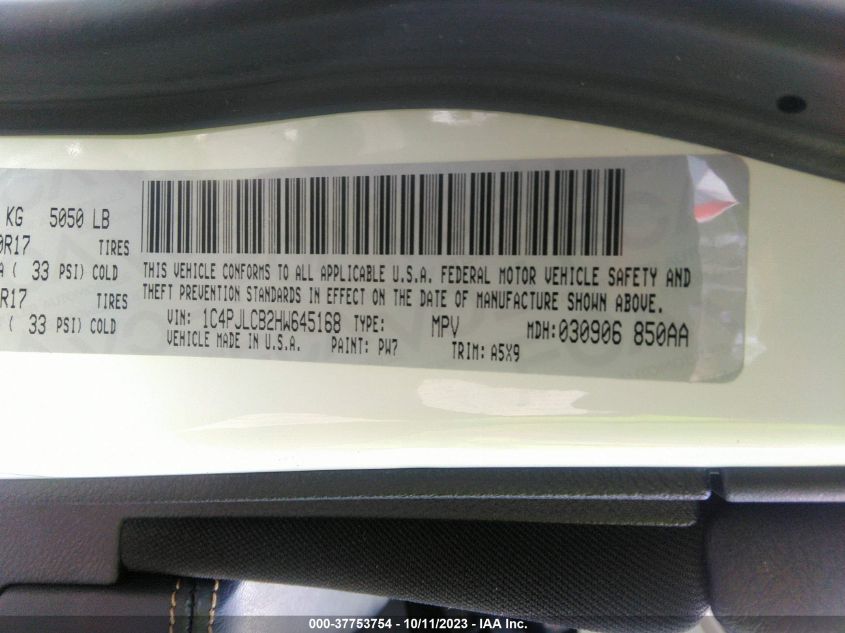 KG 5050 LB
0R17 TIRES
A ( 33 PSI) COLD
R17 TIRES
( 33 PSI) COLD
THIS VEHICLE CONFORMS TO ALL APPLICABLE U.S.A. FEDERAL MOTOR VEHICLE SAFETY AND
THEFT PREVENTION STANDARDS IN EFFECT ON THE DATE OF MANUFACTURE SHOWN ABOVE.
VIN: 1C4PJLCB2HW645168 TYPE: MPV MDH:030906 850AA
VEHICLE MADE IN U.S.A. PAINT: PW7 TRIM: A5X9
000-37753754 - 10/11/2023 - IAA Inc.